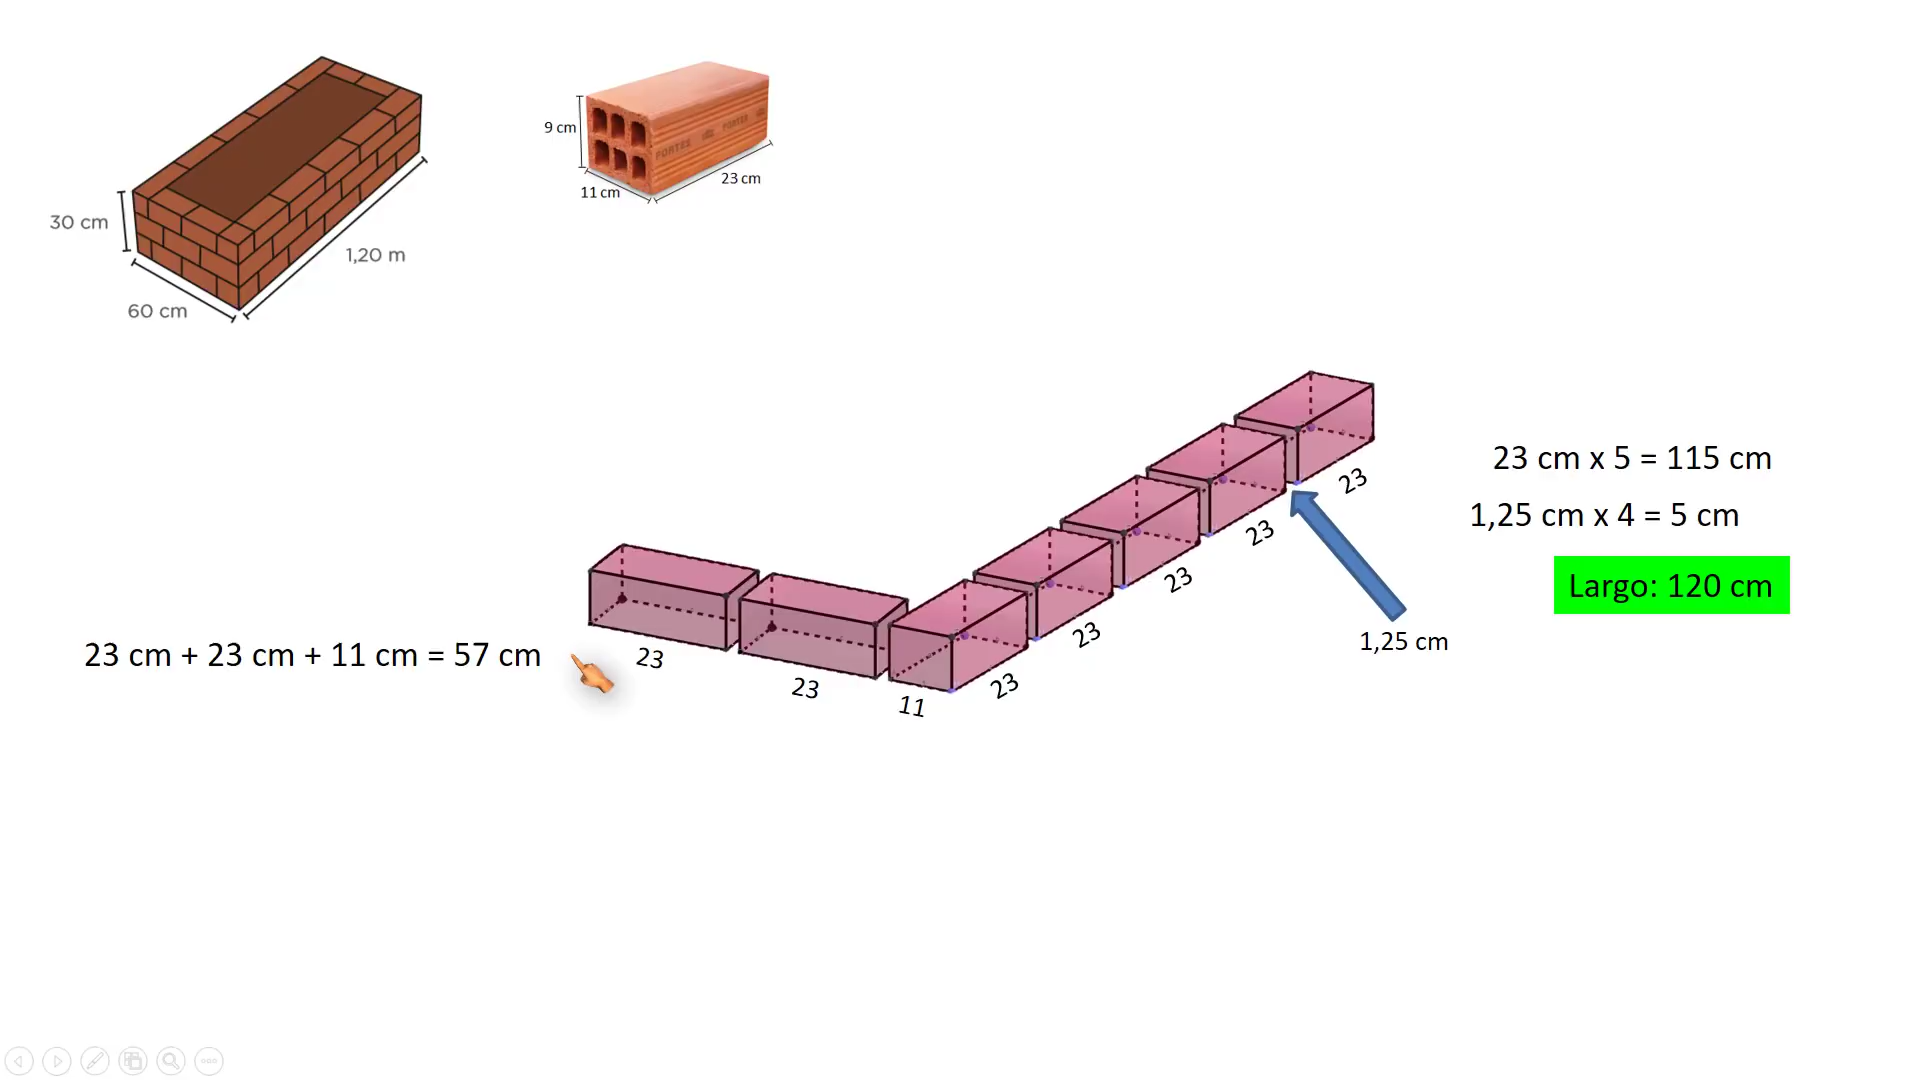 30 cm
60 cm
1,20 m
9 cm
11 cm
23 cm
PORTES PORTES
23 cm x 5 = 115 cm
1,25 cm x 4 = 5 cm
Largo: 120 cm
1,25 cm
23 cm + 23 cm + 11 cm = 57 cm
23
23
11
23
23
23
23
23